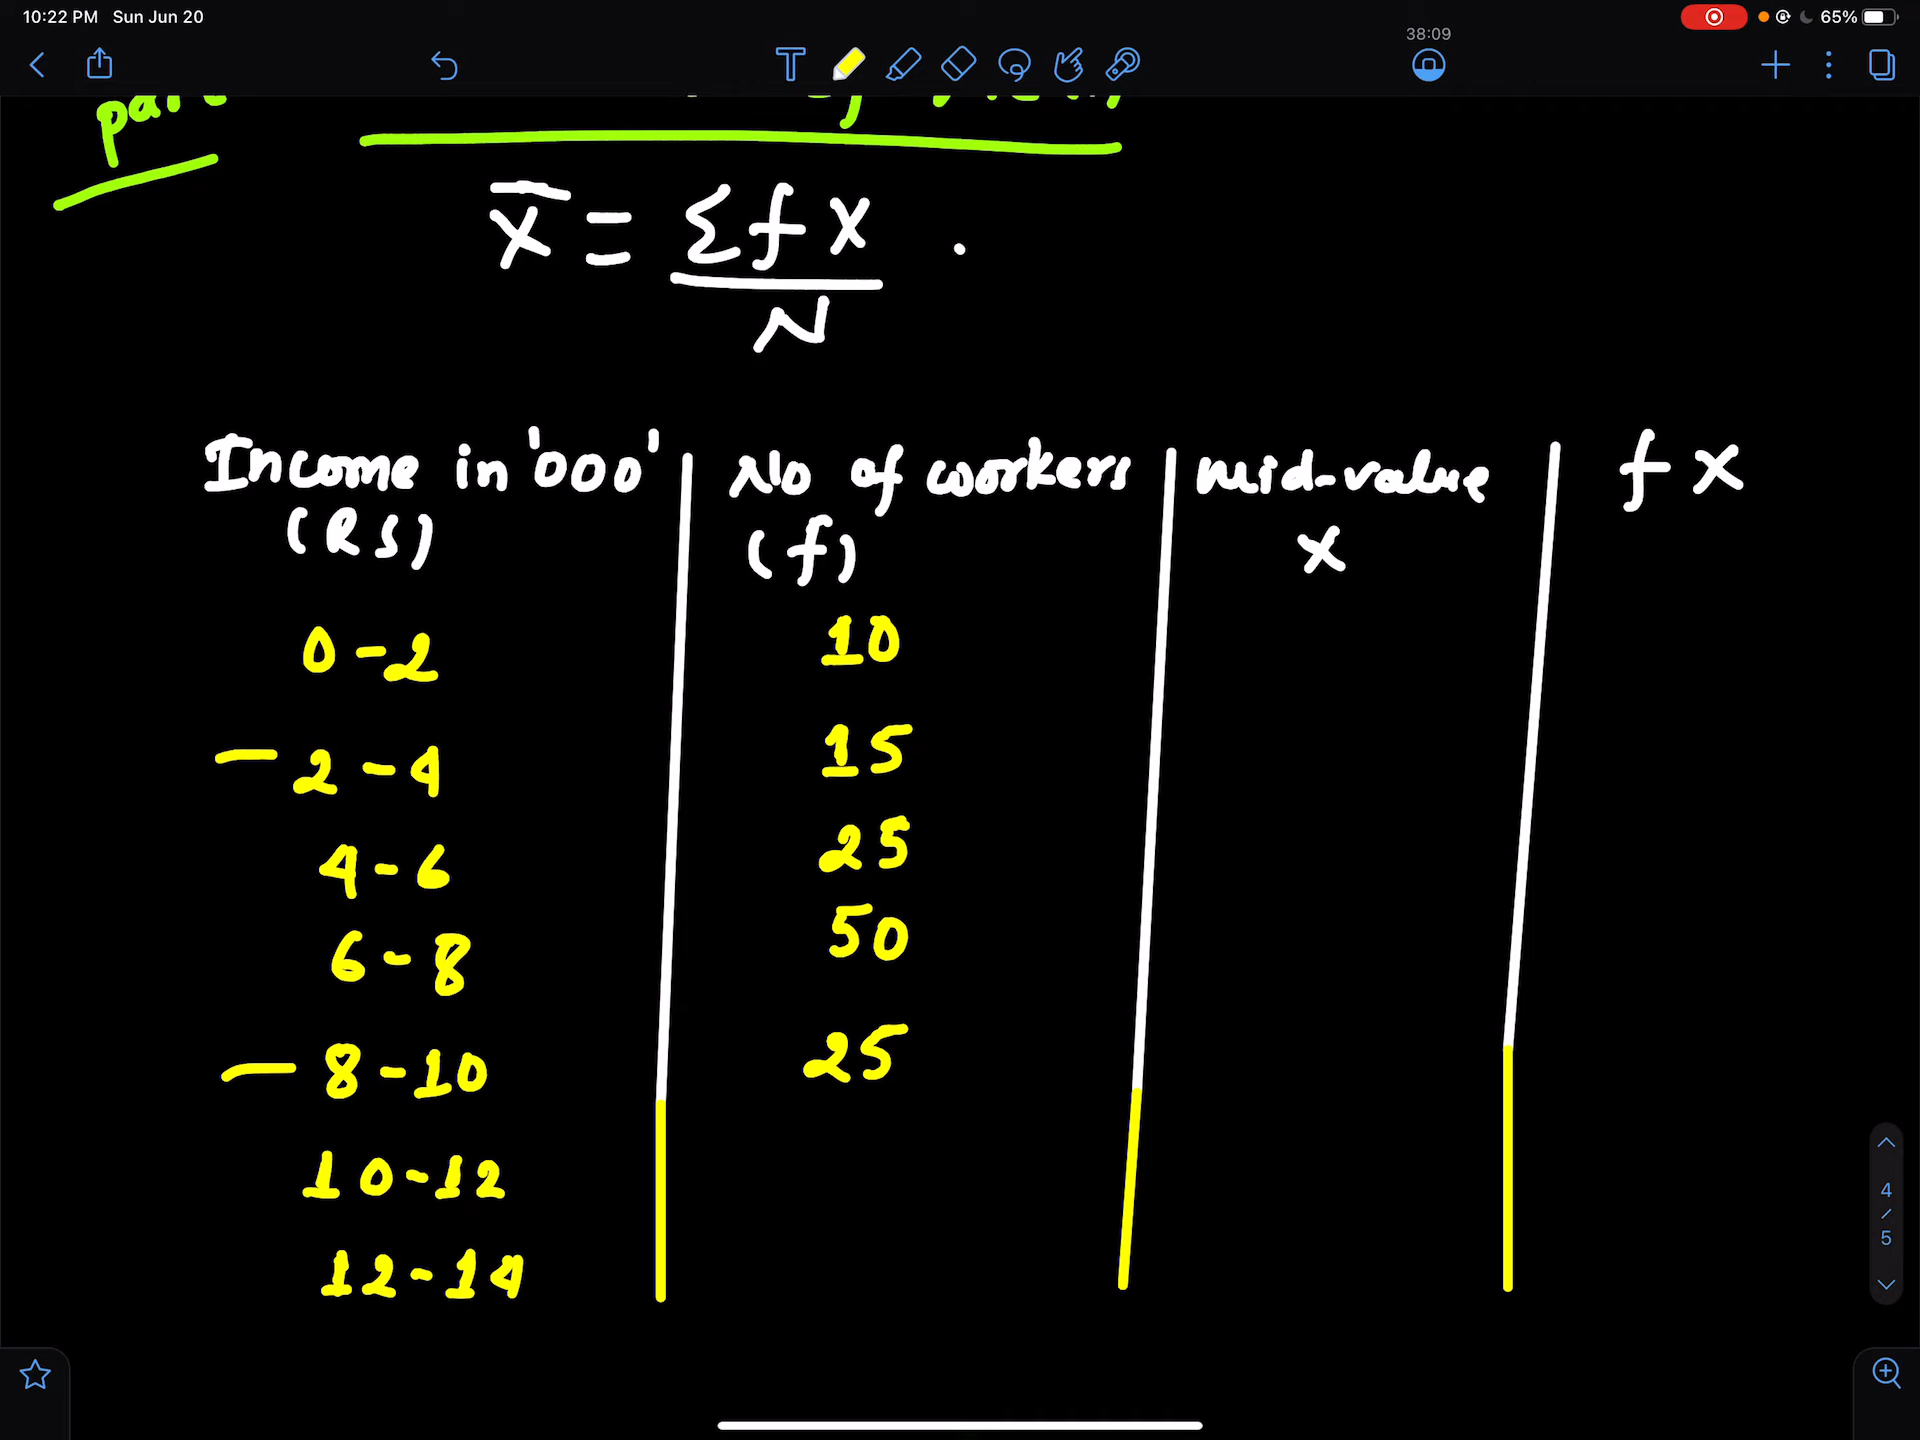 10:22 PM Sun Jun 20
65%
38:09
X = Σ f X .
N
Income in '000' No of workers mid-value f X
(RS) (f) X
0-2 10
- 2-4 15
4-6 25
6-8 50
- 8-10 25
10-12
12-14
4
/
5